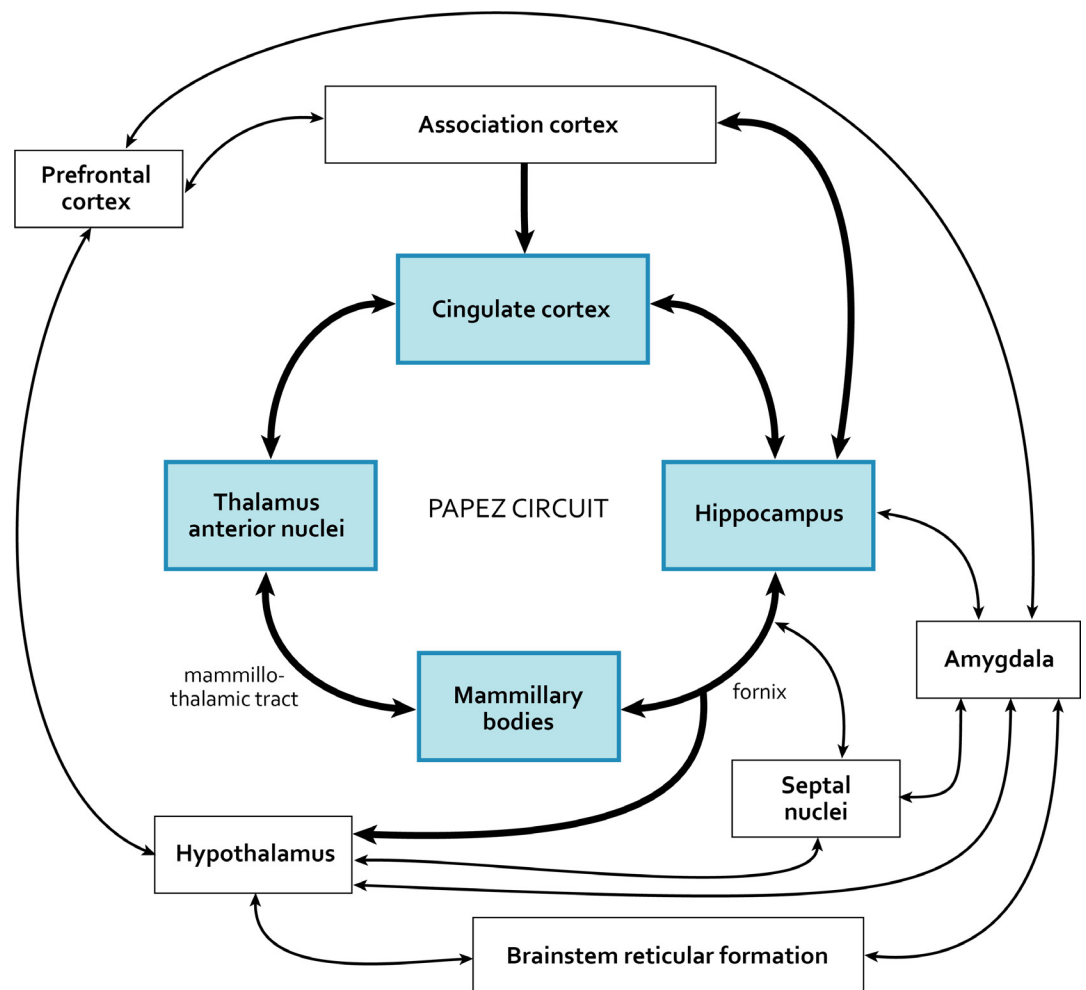 Association cortex
Prefrontal
cortex
Cingulate cortex
Thalamus
anterior nuclei
PAPEZ CIRCUIT
Hippocampus
mammillo-
thalamic tract
Mammillary
bodies
fornix
Amygdala
Septal
nuclei
Hypothalamus
Brainstem reticular formation